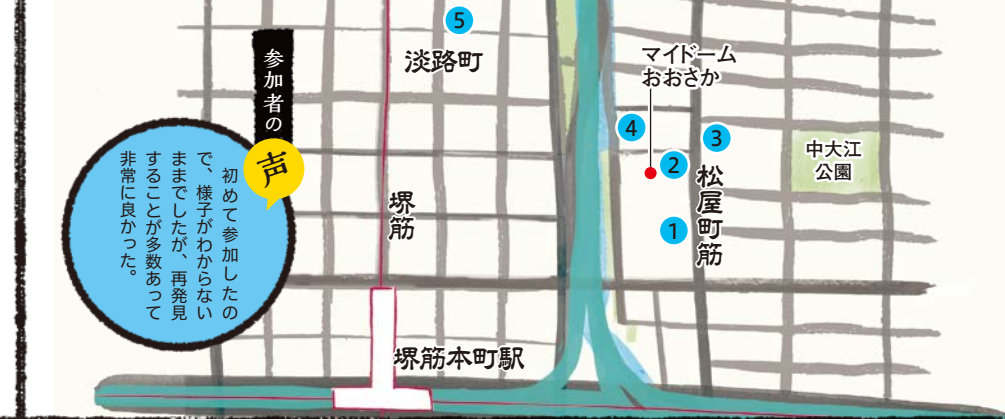 5
淡路町
マイドーム
おおさか
4
3
2
1
松屋町筋
中大江
公園
堺筋
堺筋本町駅
参加者の
声
初めて参加したの
で、様子がわからない
ままでしたが、再発見
することが多数あって
非常に良かった。